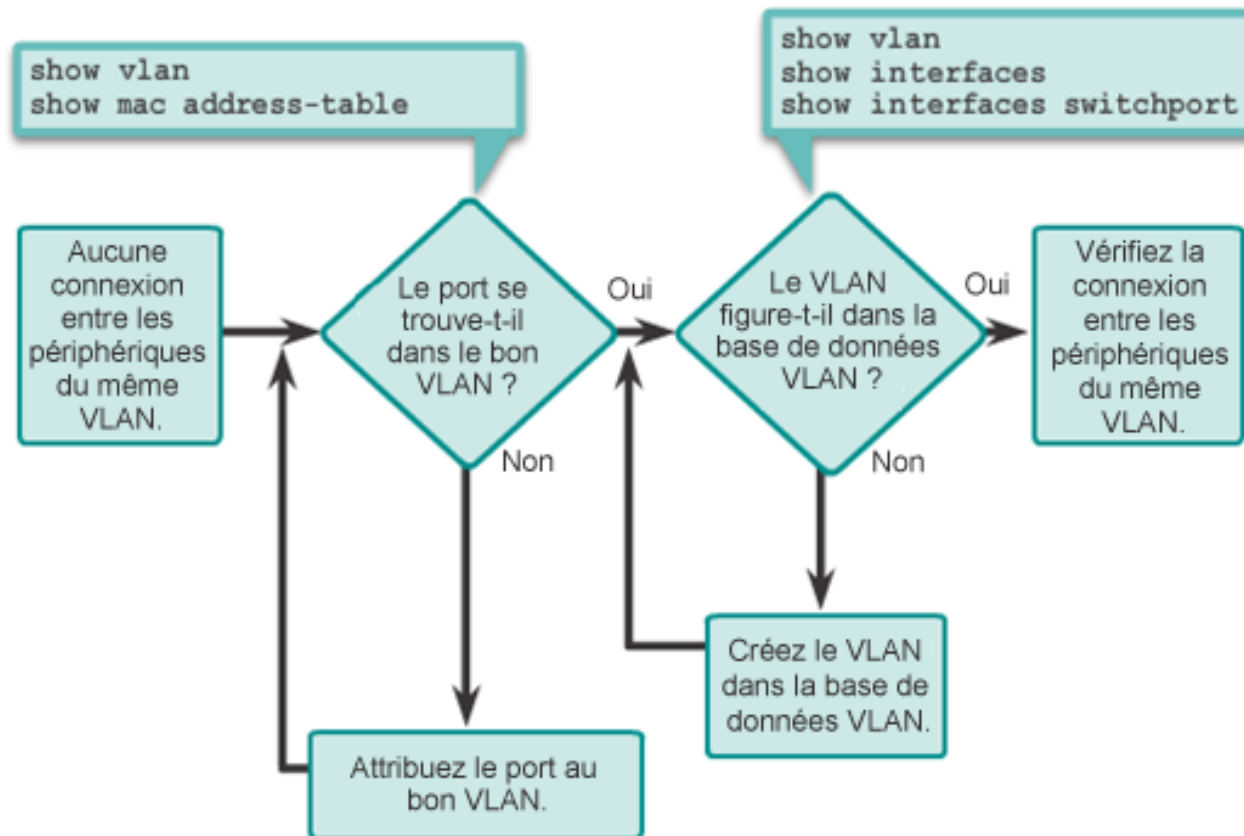 show vlan
show mac address-table
show vlan
show interfaces
show interfaces switchport
Aucune
connexion
entre les
périphériques
du même
VLAN.
Le port se
trouve-t-il
dans le bon
VLAN ?
Oui
Non
Le VLAN
figure-t-il dans la
base de données
VLAN ?
Oui
Non
Vérifiez la
connexion
entre les
périphériques
du même
VLAN.
Créez le VLAN
dans la base de
données VLAN.
Attribuez le port au
bon VLAN.